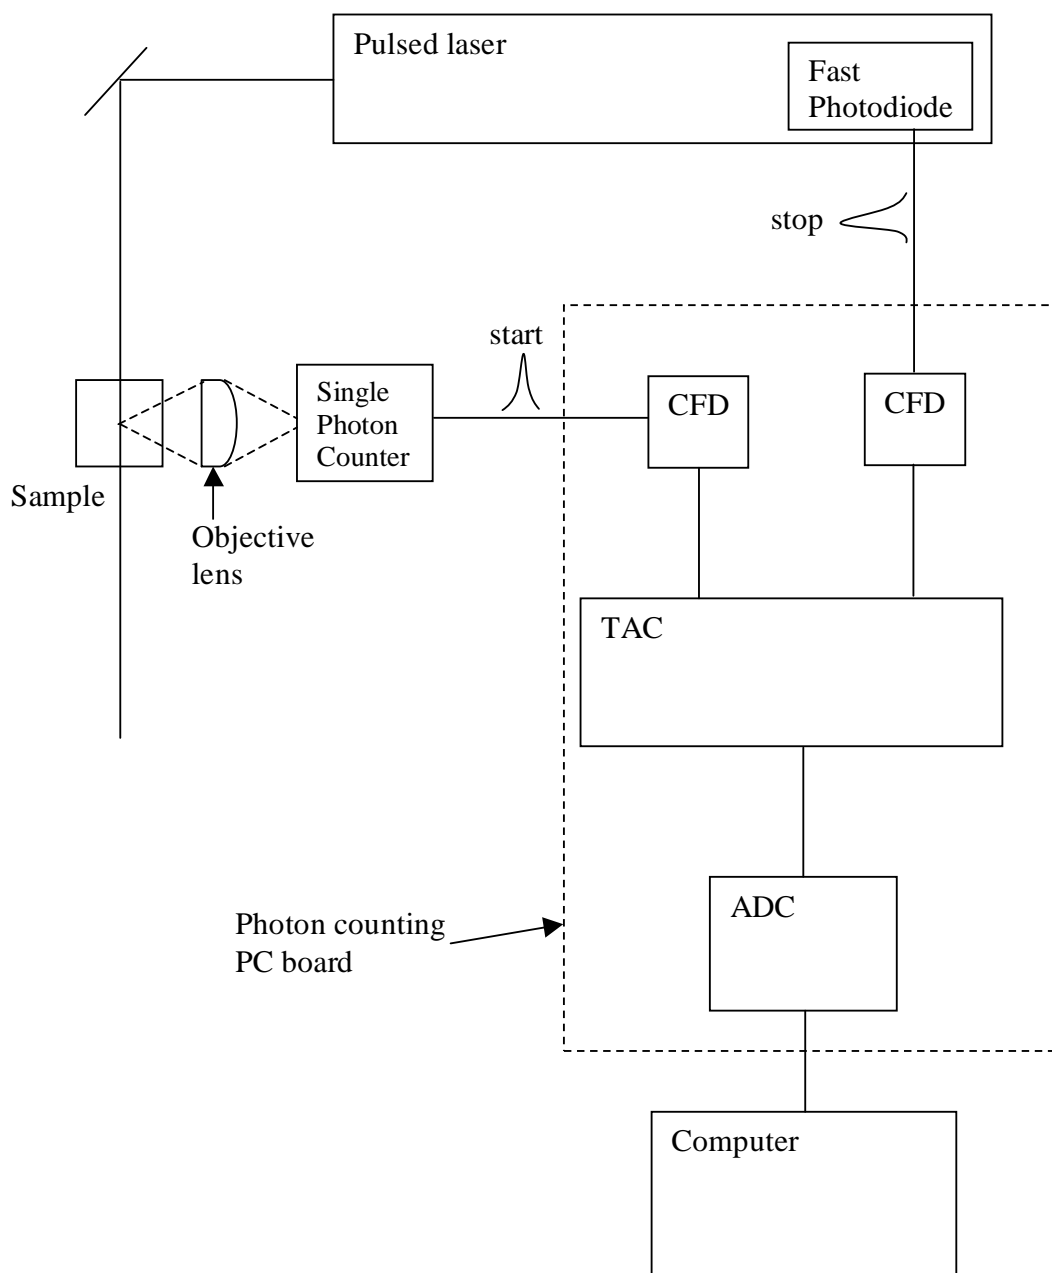 Pulsed laser
Fast
Photodiode
stop
start
Single
Photon
Counter
CFD
CFD
Sample
Objective
lens
TAC
ADC
Photon counting
PC board
Computer